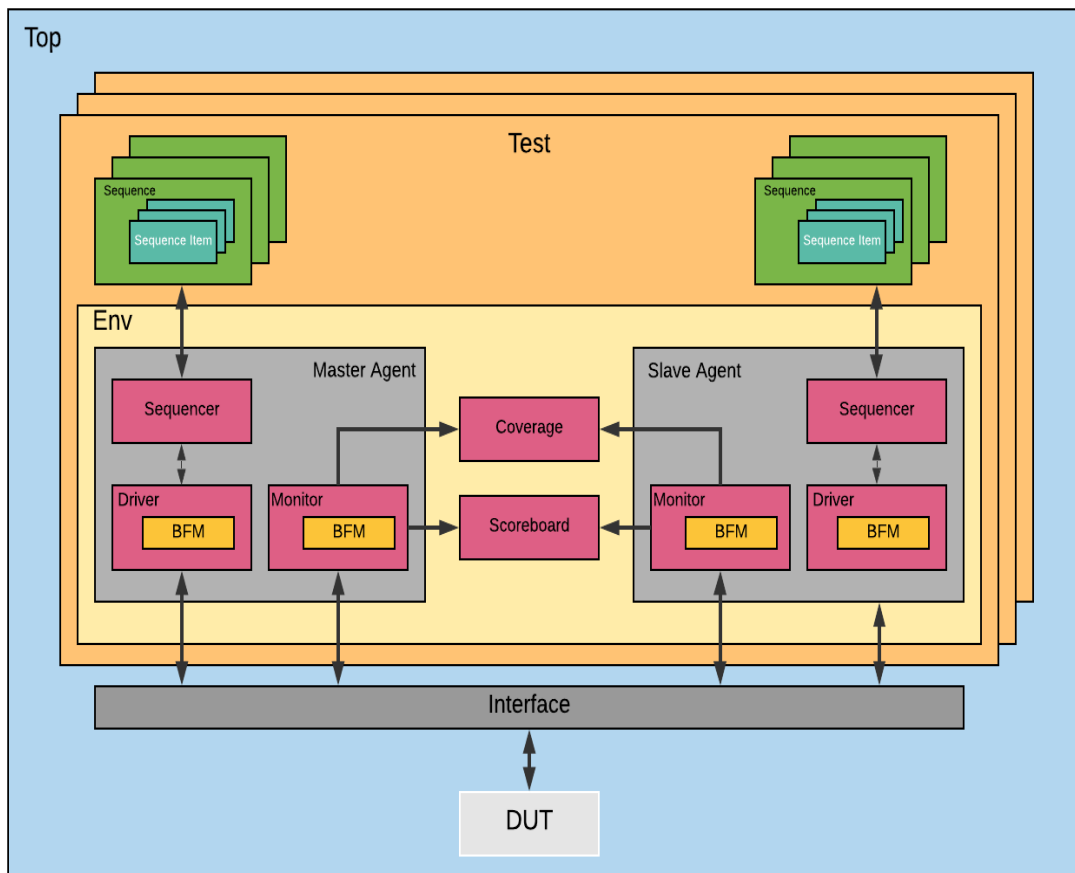 Top
Test
Sequence
Sequence Item
Sequence
Sequence Item
Env
Master Agent
Slave Agent
Sequencer
Coverage
Sequencer
Driver
BFM
Monitor
BFM
Scoreboard
Monitor
BFM
Driver
BFM
Interface
DUT